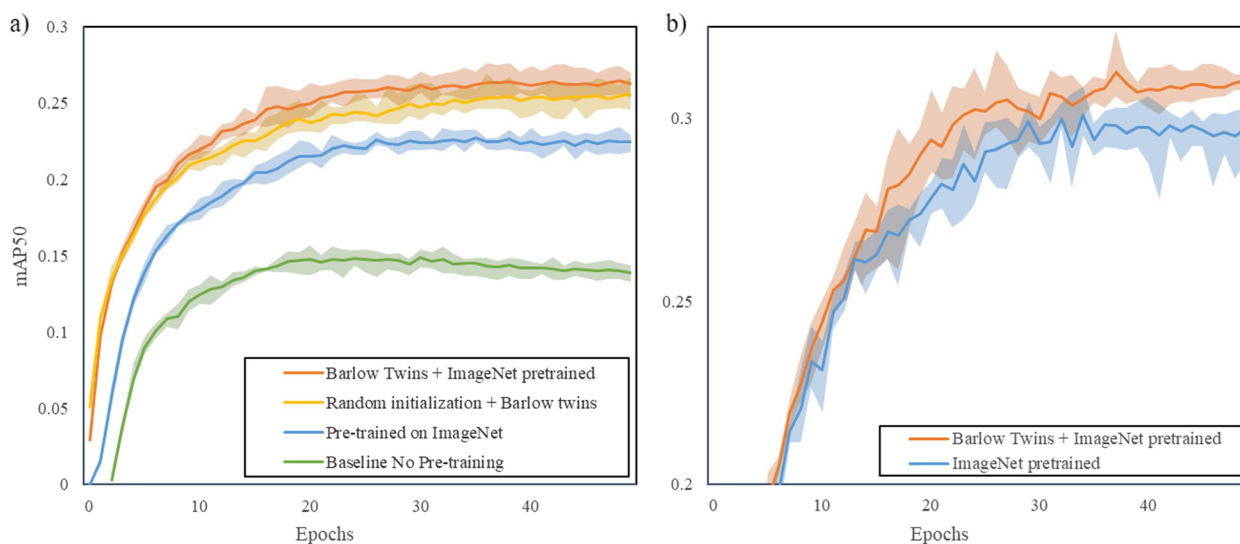 a)
mAP50
0.3
0.25
0.2
0.15
0.1
0.05
0
0 10 20 30 40
Epochs
Barlow Twins + ImageNet pretrained
Random initialization + Barlow twins
Pre-trained on ImageNet
Baseline No Pre-training
b)
0.3
0.25
0.2
0 10 20 30 40
Epochs
Barlow Twins + ImageNet pretrained
ImageNet pretrained